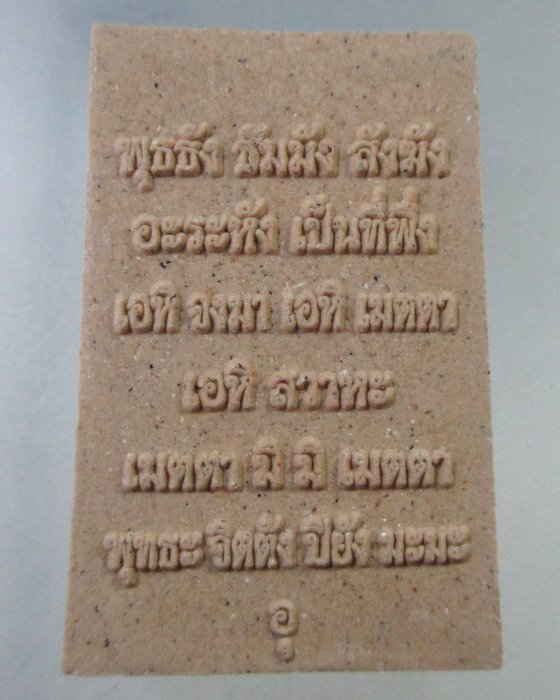 พุธธัง ธัมมัง สังฆัง
อะระหัง เป็นที่พึ่ง
เอหิ จงมา เอหิ เมตตา
เอหิ สวาหะ
เมตตา มิ มิ เมตตา
พุทธะ จิตตัง ปิยัง มะมะ
อุ